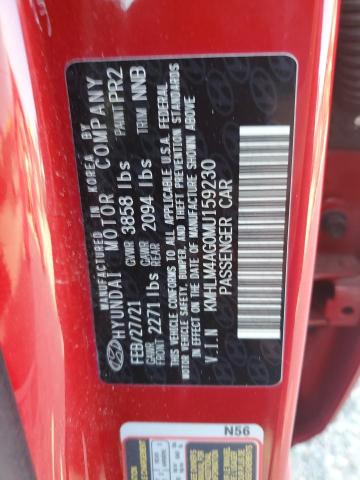 MANUFACTURED IN KOREA BY
HYUNDAI MOTOR COMPANY
FEB/27/21 GVWR 3858 lbs PAINT PR2
GAWR FRONT 2271 lbs GAWR REAR 2094 lbs TRIM NNB
THIS VEHICLE CONFORMS TO ALL APPLICABLE U.S.A. FEDERAL
MOTOR VEHICLE SAFETY, BUMPER, AND THEFT PREVENTION STANDARDS
IN EFFECT ON THE DATE OF MANUFACTURE SHOWN ABOVE
V.I.N KMHLM4AG0MU159230
PASSENGER CAR
N56